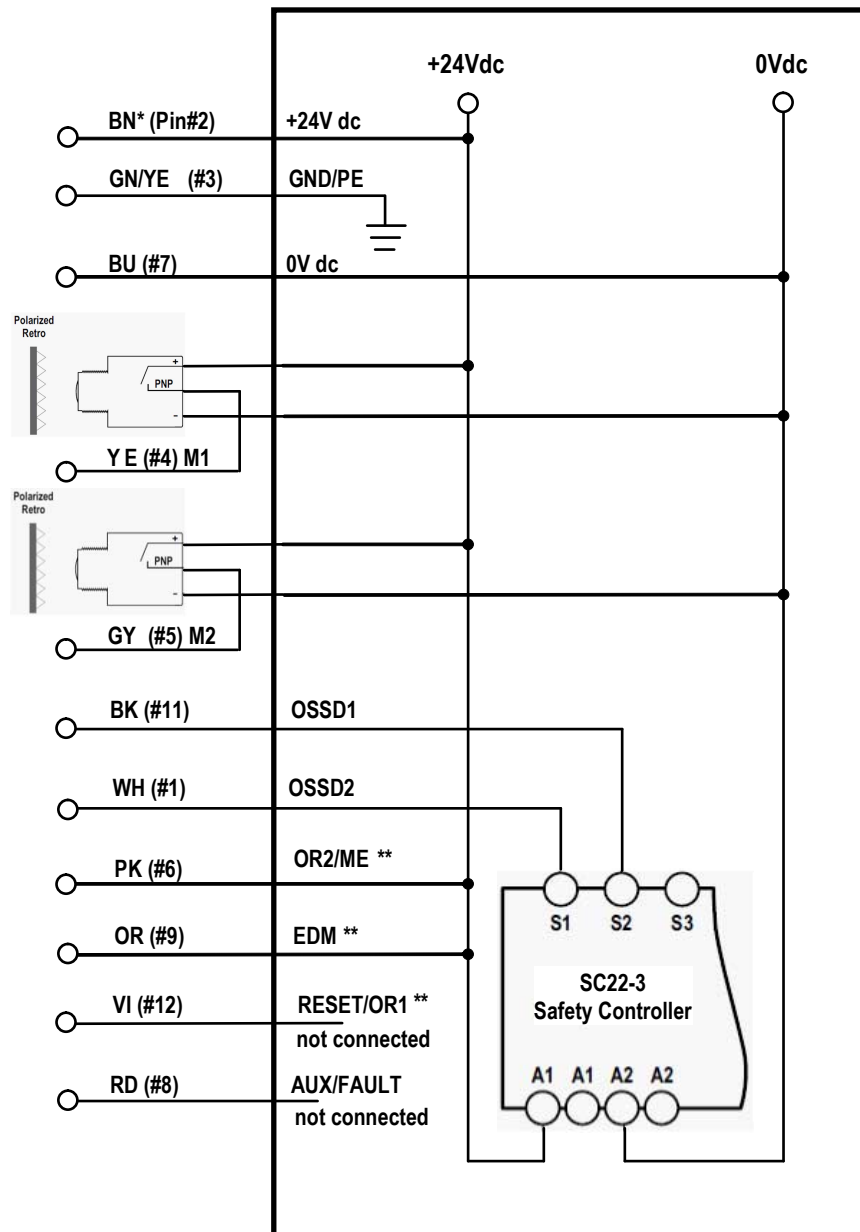 +24Vdc 0Vdc
BN* (Pin#2) +24V dc
GN/YE (#3) GND/PE
BU (#7) 0V dc
Polarized
Retro
+
PNP
-
YE (#4) M1
Polarized
Retro
+
PNP
-
GY (#5) M2
BK (#11) OSSD1
WH (#1) OSSD2
PK (#6) OR2/ME **
OR (#9) EDM **
VI (#12) RESET/OR1 **
not connected
RD (#8) AUX/FAULT
not connected
S1 S2 S3
SC22-3
Safety Controller
A1 A1 A2 A2